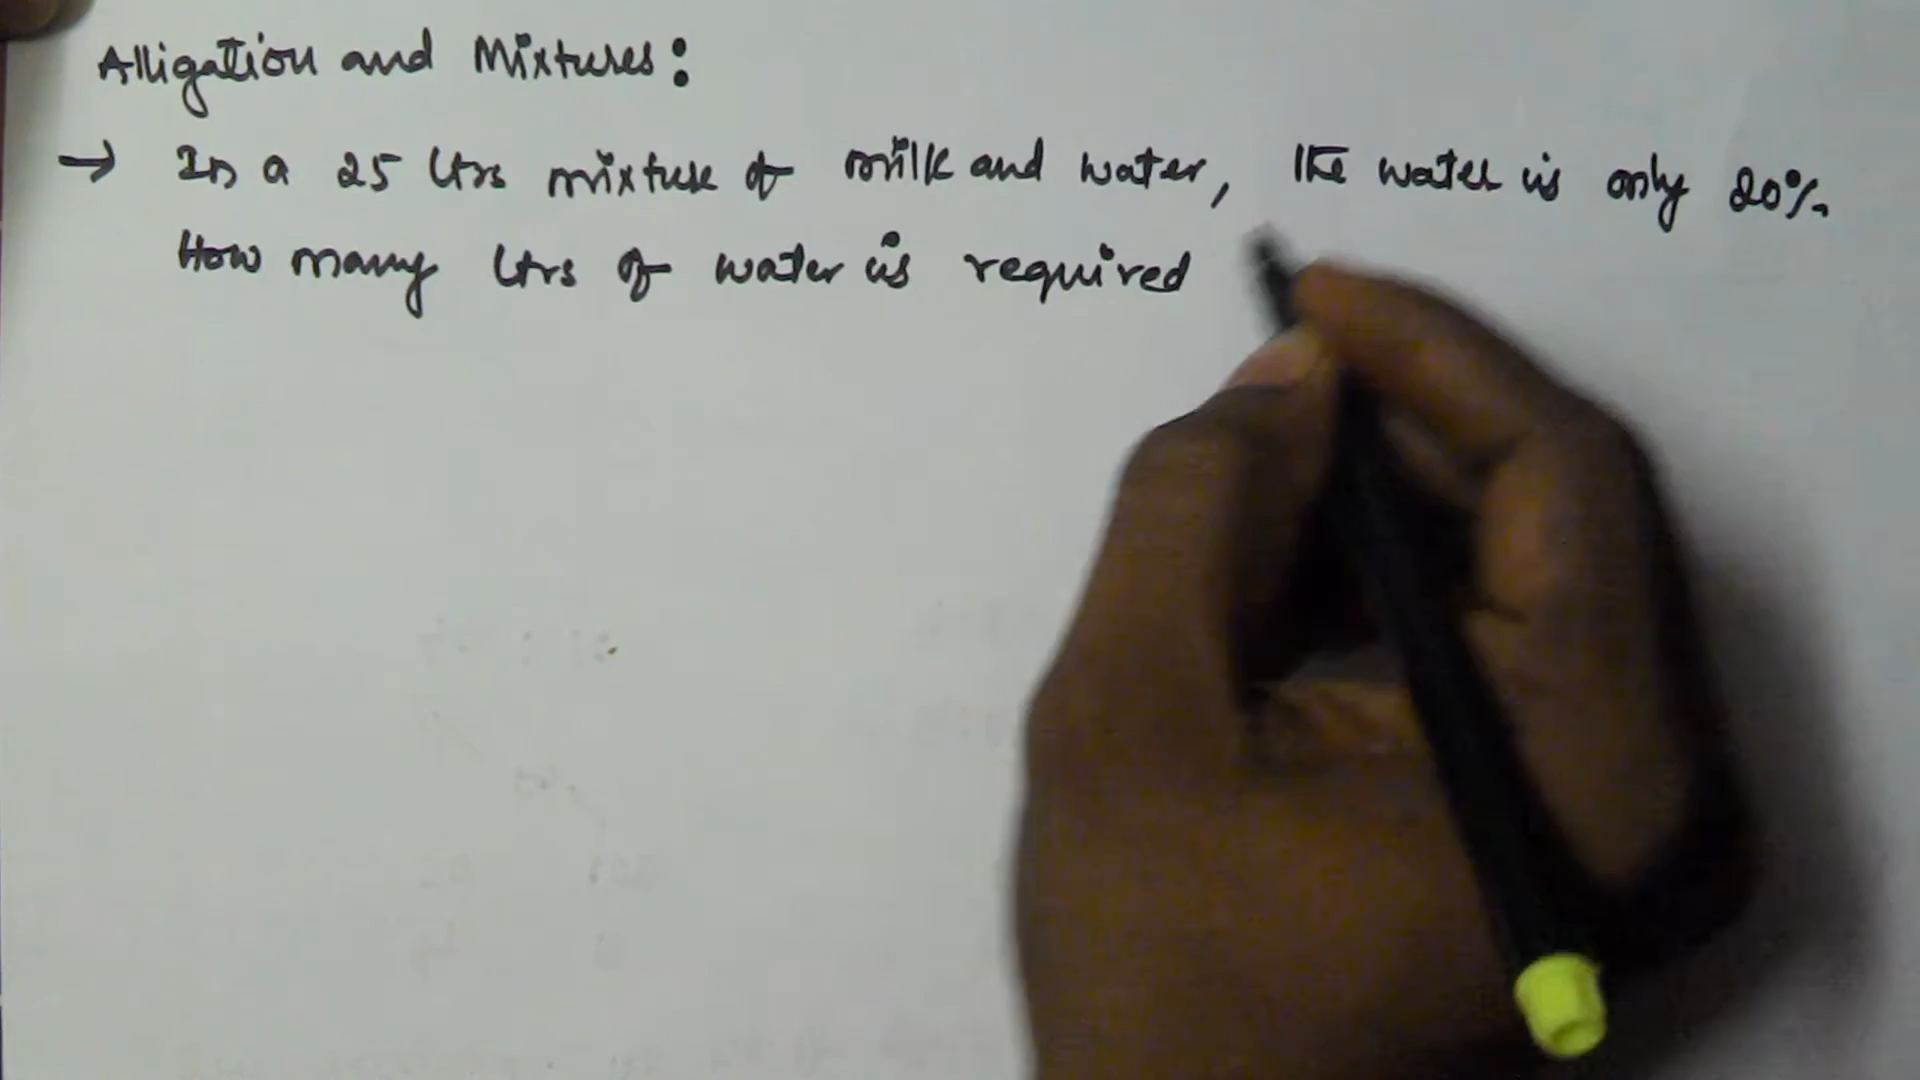 Alligation and Mixtures:
→ In a 25 ltrs mixture of milk and water, the water is only 20%.
How many ltrs of water is required